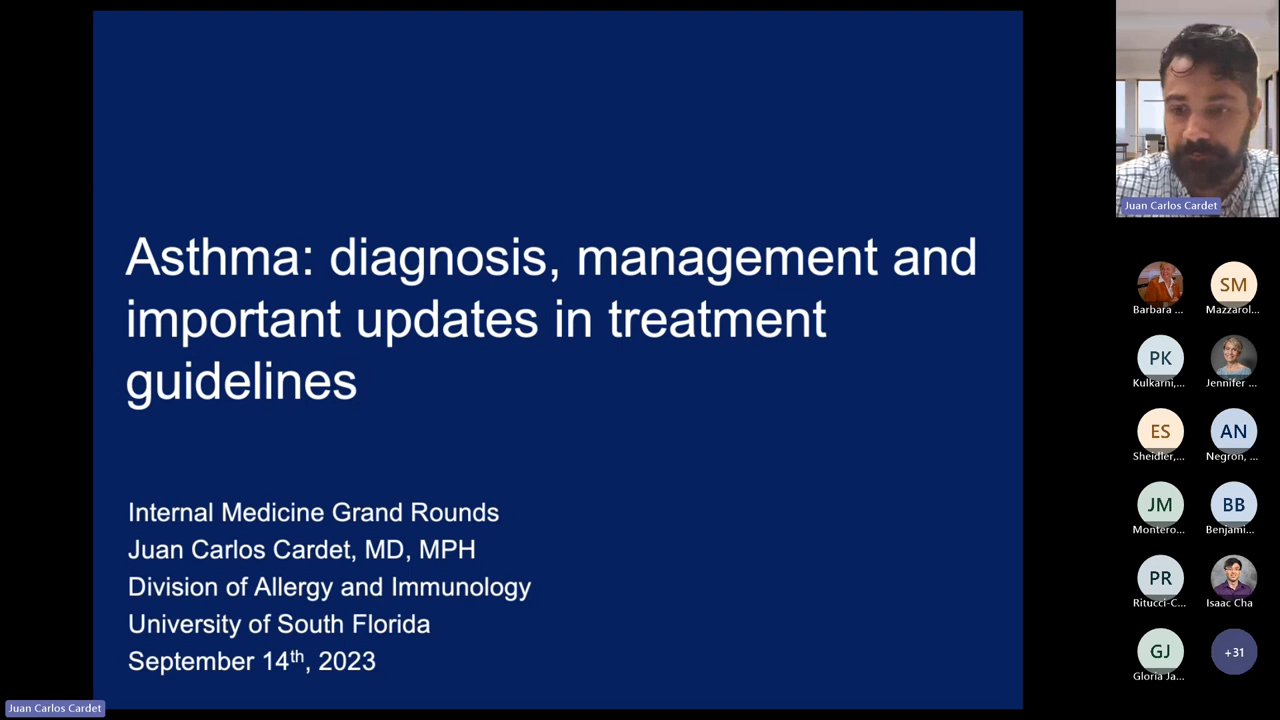 Asthma: diagnosis, management and
important updates in treatment
guidelines
Internal Medicine Grand Rounds
Juan Carlos Cardet, MD, MPH
Division of Allergy and Immunology
University of South Florida
September 14th, 2023
Juan Carlos Cardet
Juan Carlos Cardet
Barbara ...
SM
Mazzarol...
PK
Kulkarni,...
Jennifer ...
ES
Sheidler,...
AN
Negron, ...
JM
Montero...
BB
Benjami...
PR
Ritucci-C...
Isaac Cha
GJ
Gloria Ja...
+31